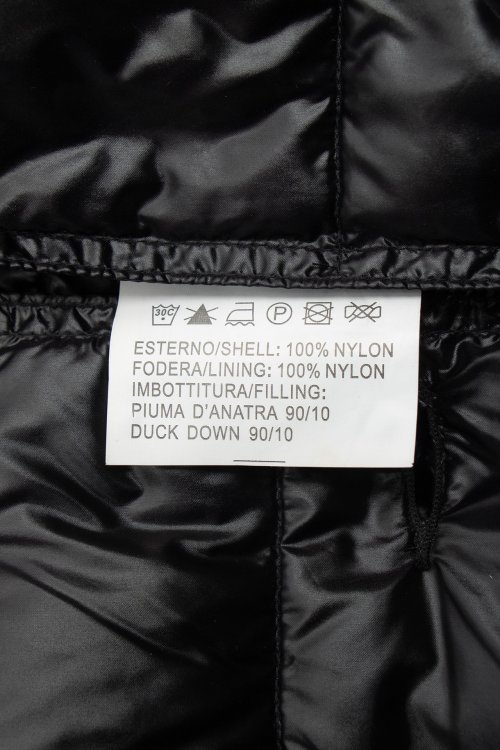 30C P
ESTERNO/SHELL: 100% NYLON
FODERA/LINING: 100% NYLON
IMBOTTITURA/FILLING:
PIUMA D'ANATRA 90/10
DUCK DOWN 90/10